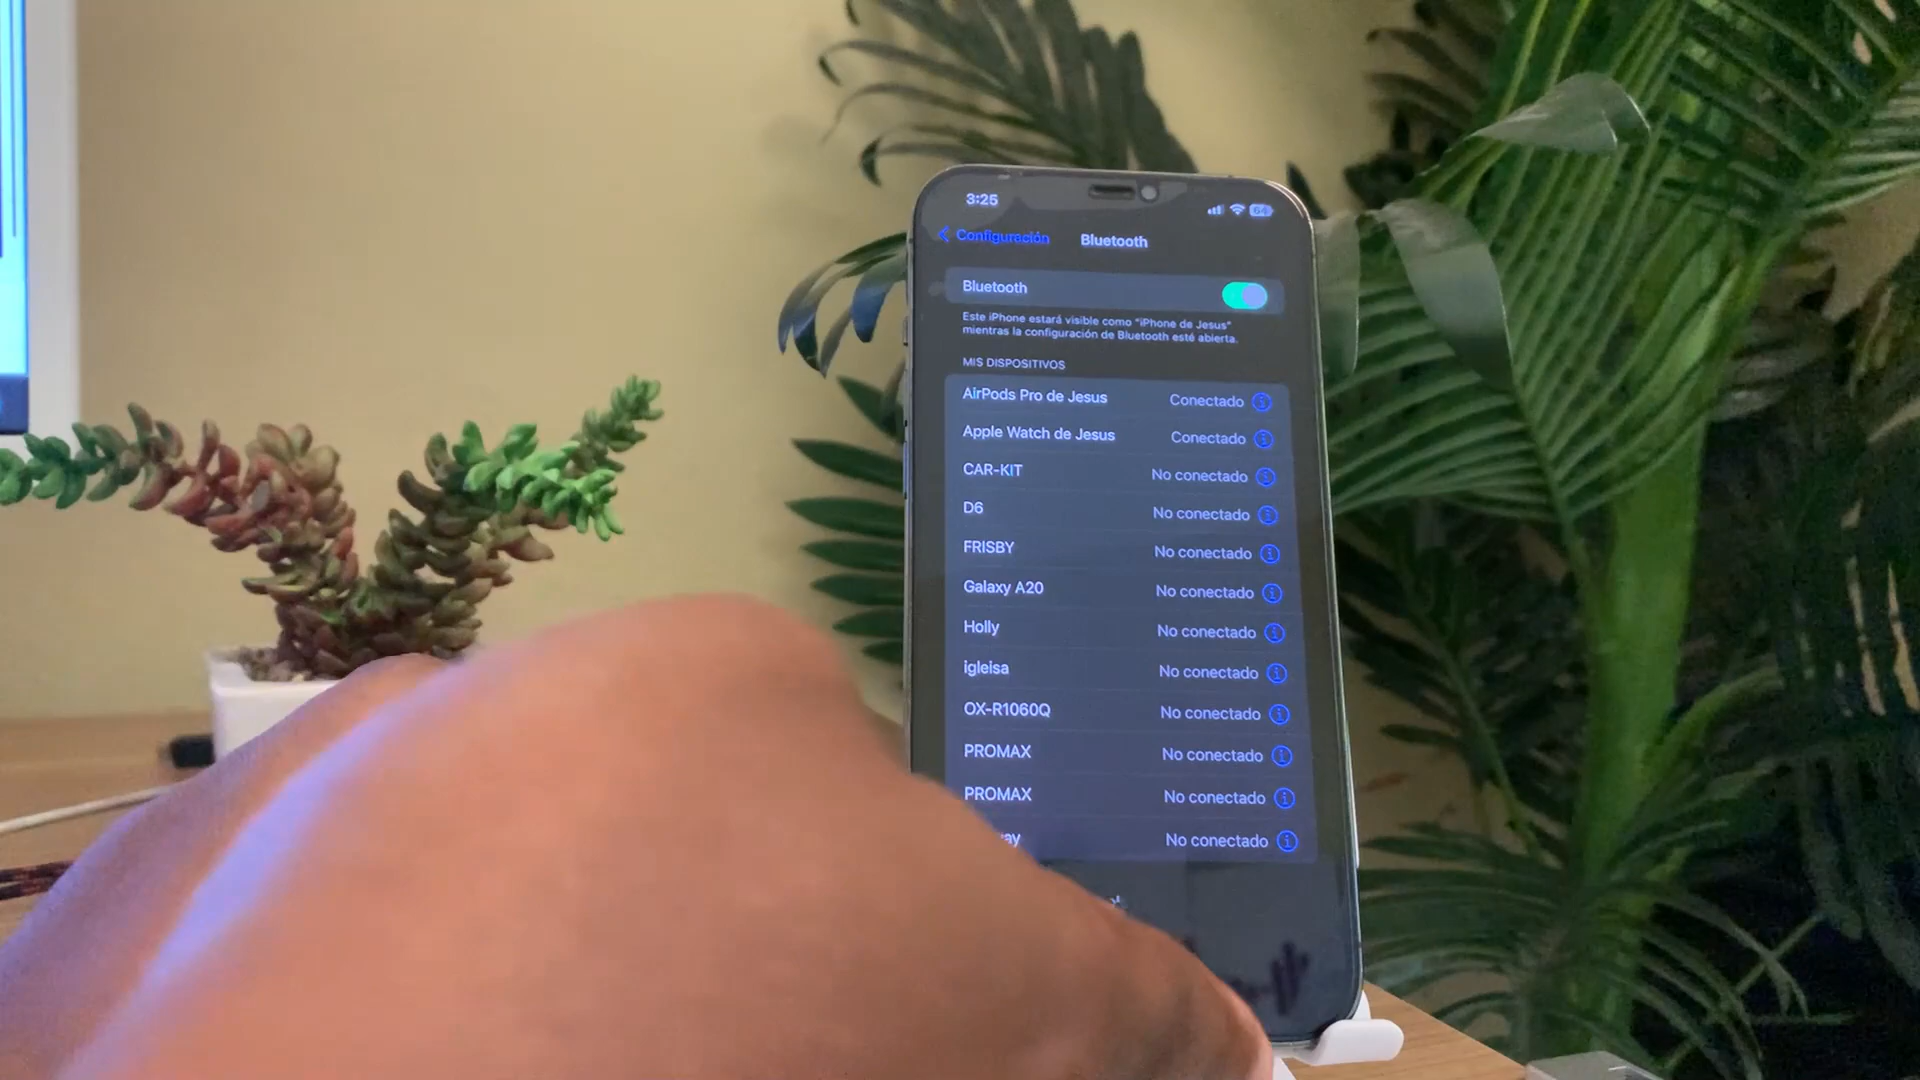 3:25
64
Configuración
Bluetooth
Bluetooth
Este iPhone estará visible como "iPhone de Jesus"
mientras la configuración de Bluetooth esté abierta.
MIS DISPOSITIVOS
AirPods Pro de Jesus Conectado
Apple Watch de Jesus Conectado
CAR-KIT No conectado
D6 No conectado
FRISBY No conectado
Galaxy A20 No conectado
Holly No conectado
igleisa No conectado
OX-R1060Q No conectado
PROMAX No conectado
PROMAX No conectado
No conectado